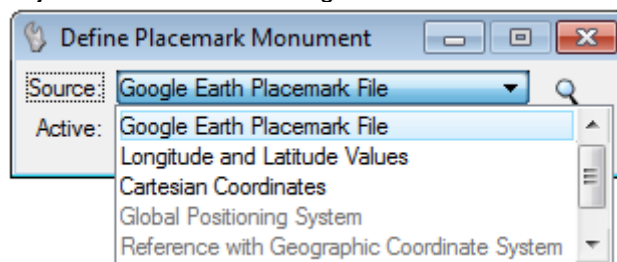 Define Placemark Monument
Source: Google Earth Placemark File
Active: Google Earth Placemark File
Longitude and Latitude Values
Cartesian Coordinates
Global Positioning System
Reference with Geographic Coordinate System